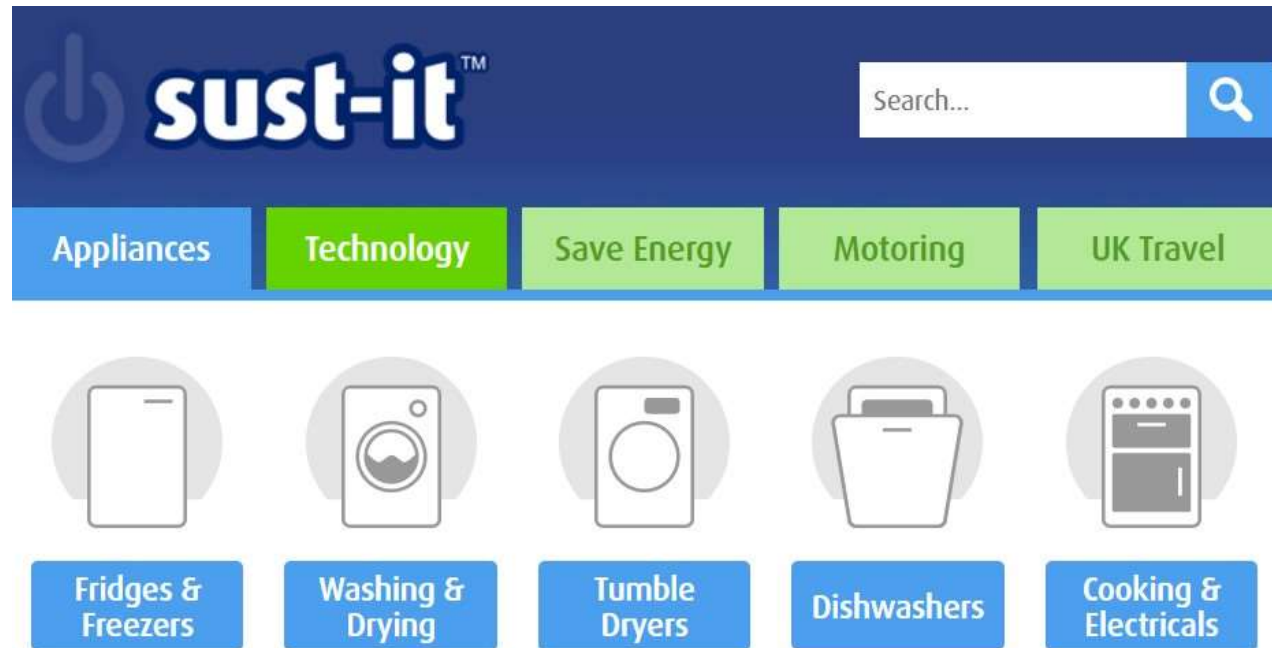 sust-it™
Search...
Appliances
Technology
Save Energy
Motoring
UK Travel
Fridges &
Freezers
Washing &
Drying
Tumble
Dryers
Dishwashers
Cooking &
Electricals